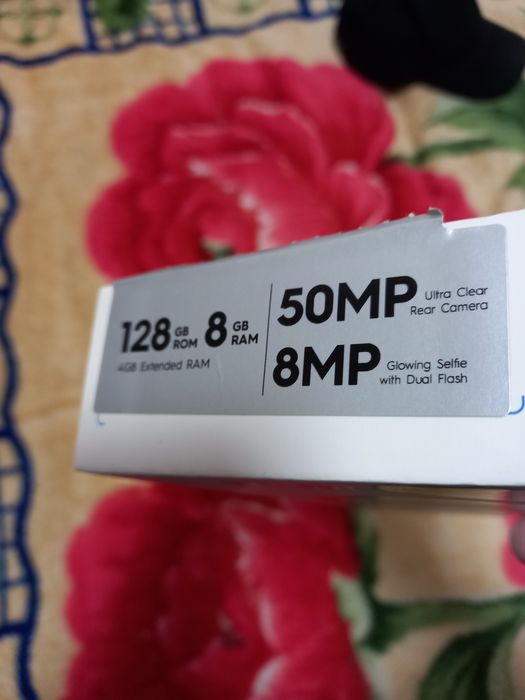 128 GB ROM 8 GB RAM
4GB Extended RAM
50MP Ultra Clear Rear Camera
8MP Glowing Selfie with Dual Flash